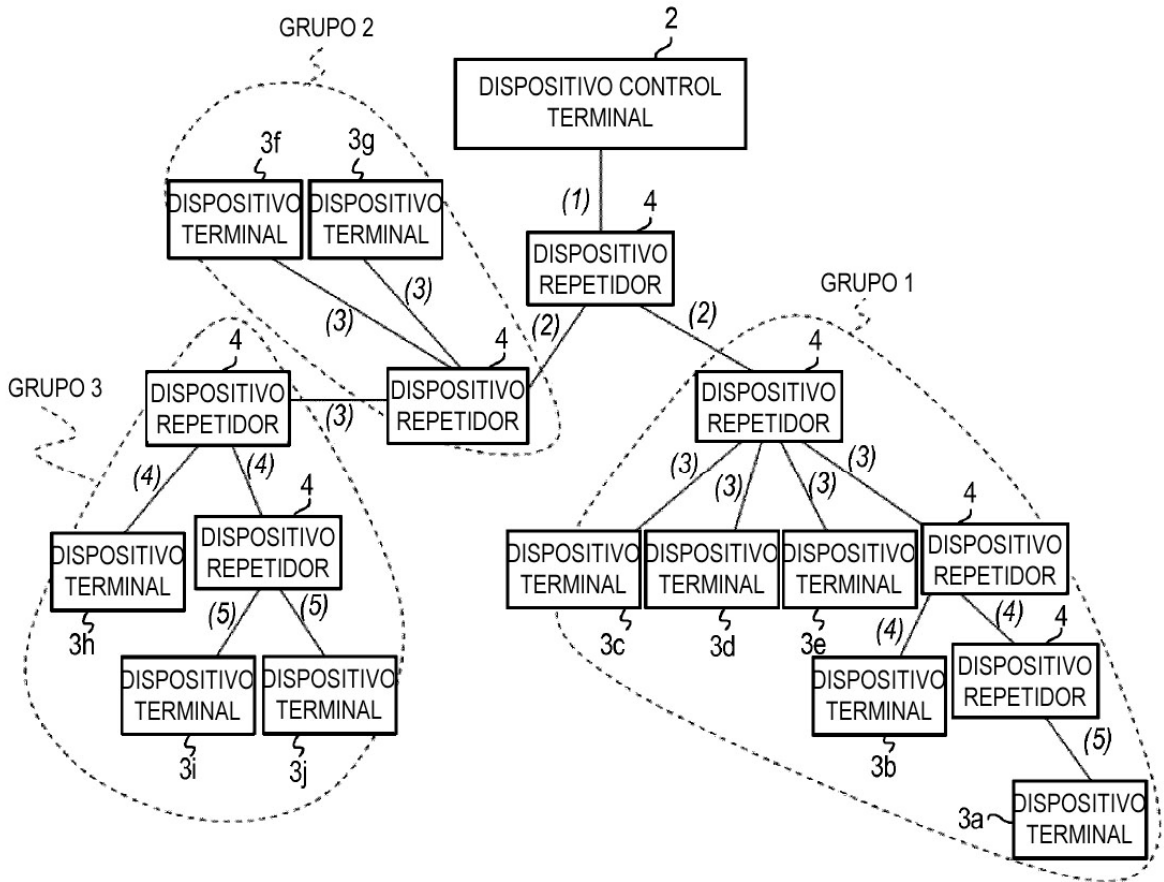 GRUPO 2
2
DISPOSITIVO CONTROL
TERMINAL
3f
3g
DISPOSITIVO
TERMINAL
DISPOSITIVO
TERMINAL
(1)
4
DISPOSITIVO
REPETIDOR
GRUPO 1
(3)
(3)
(2)
(2)
4
DISPOSITIVO
REPETIDOR
4
DISPOSITIVO
REPETIDOR
GRUPO 3
4
DISPOSITIVO
REPETIDOR
(3)
(4)
(4)
(3)
(3)
(3)
(3)
DISPOSITIVO
TERMINAL
3h
4
DISPOSITIVO
REPETIDOR
DISPOSITIVO
TERMINAL
3c
DISPOSITIVO
TERMINAL
3d
DISPOSITIVO
TERMINAL
3e
4
DISPOSITIVO
REPETIDOR
(5)
(5)
(4)
(4)
DISPOSITIVO
TERMINAL
3i
DISPOSITIVO
TERMINAL
3j
DISPOSITIVO
TERMINAL
3b
4
DISPOSITIVO
REPETIDOR
(5)
3a
DISPOSITIVO
TERMINAL